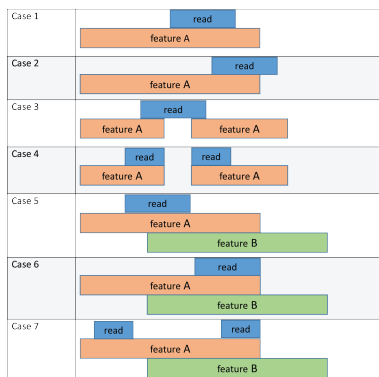 Case 1
read
feature A
Case 2
read
feature A
Case 3
read
feature A feature A
Case 4
read read
feature A feature A
Case 5
read
feature A
feature B
Case 6
read
feature A
feature B
Case 7
read read
feature A
feature B